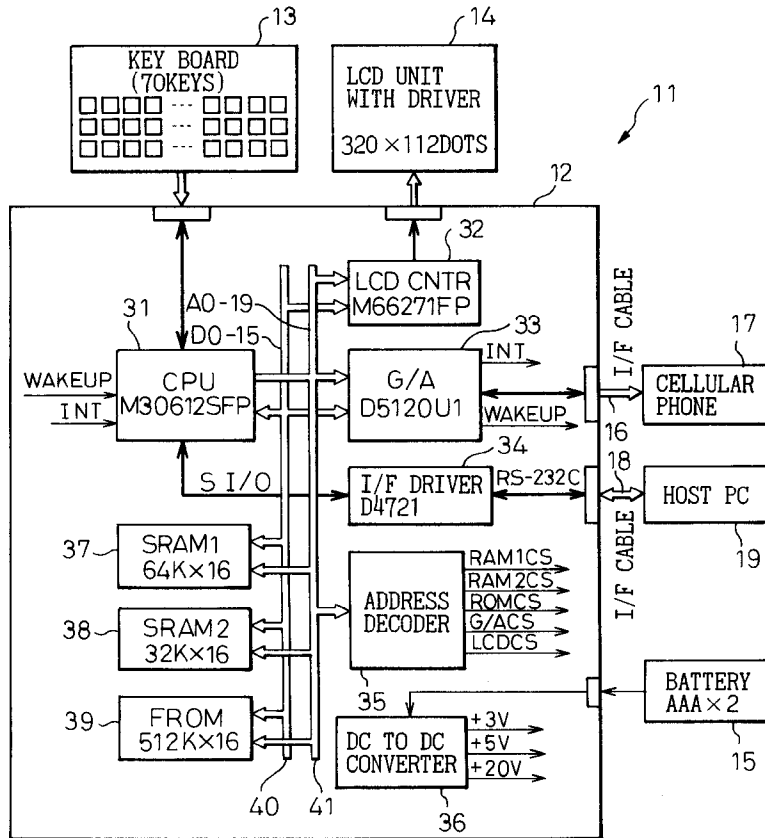 13
14
KEY BOARD
(70KEYS)
--- 
---
---
LCD UNIT
WITH DRIVER
320×112DOTS
11
12
32
LCD CNTR
M66271FP
A0-19
D0-15
31
CPU
M30612SFP
WAKEUP
INT
33
G/A
D5120U1
INT
WAKEUP
I/F CABLE
17
CELLULAR
PHONE
16
34
S I/O
I/F DRIVER
D4721
RS-232C
18
HOST PC
19
I/F CABLE
37
SRAM1
64K×16
38
SRAM2
32K×16
39
FROM
512K×16
ADDRESS
DECODER
35
RAM1CS
RAM2CS
ROMCS
G/ACS
LCDCS
BATTERY
AAA×2
15
DC TO DC
CONVERTER
36
+3V
+5V
+20V
40
41